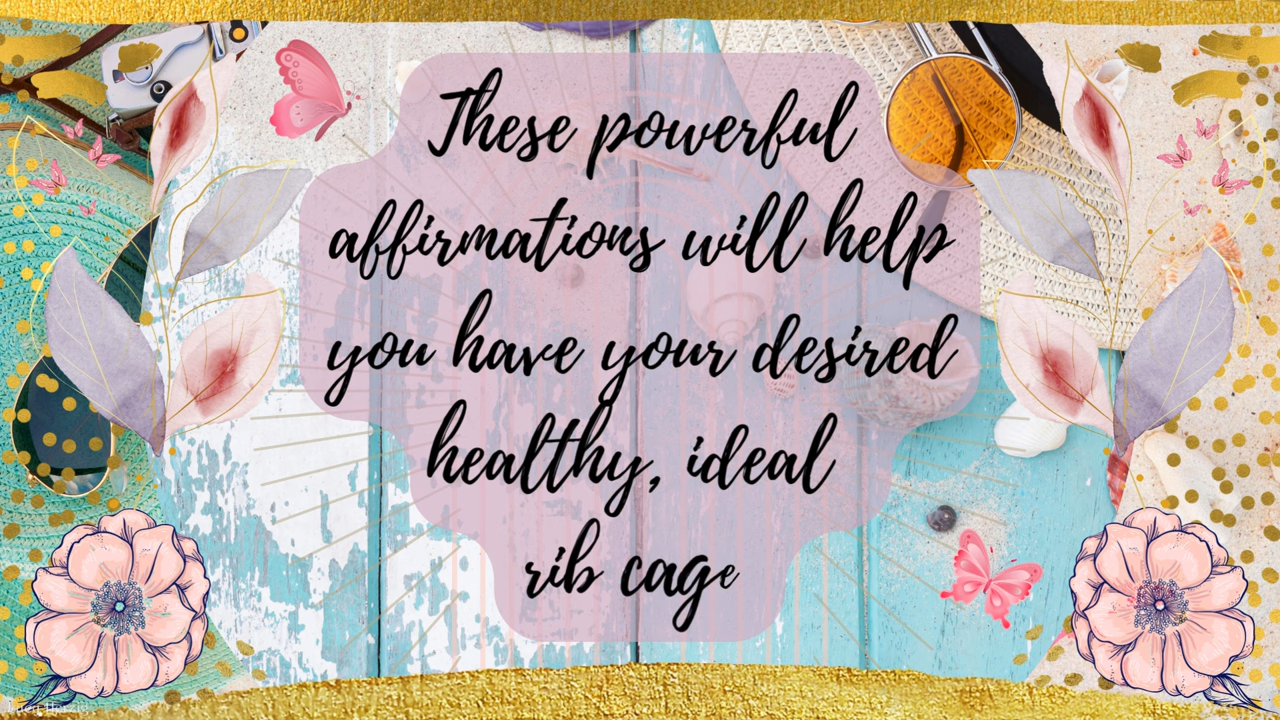 These powerful
affirmations will help
you have your desired
healthy, ideal
rib cage